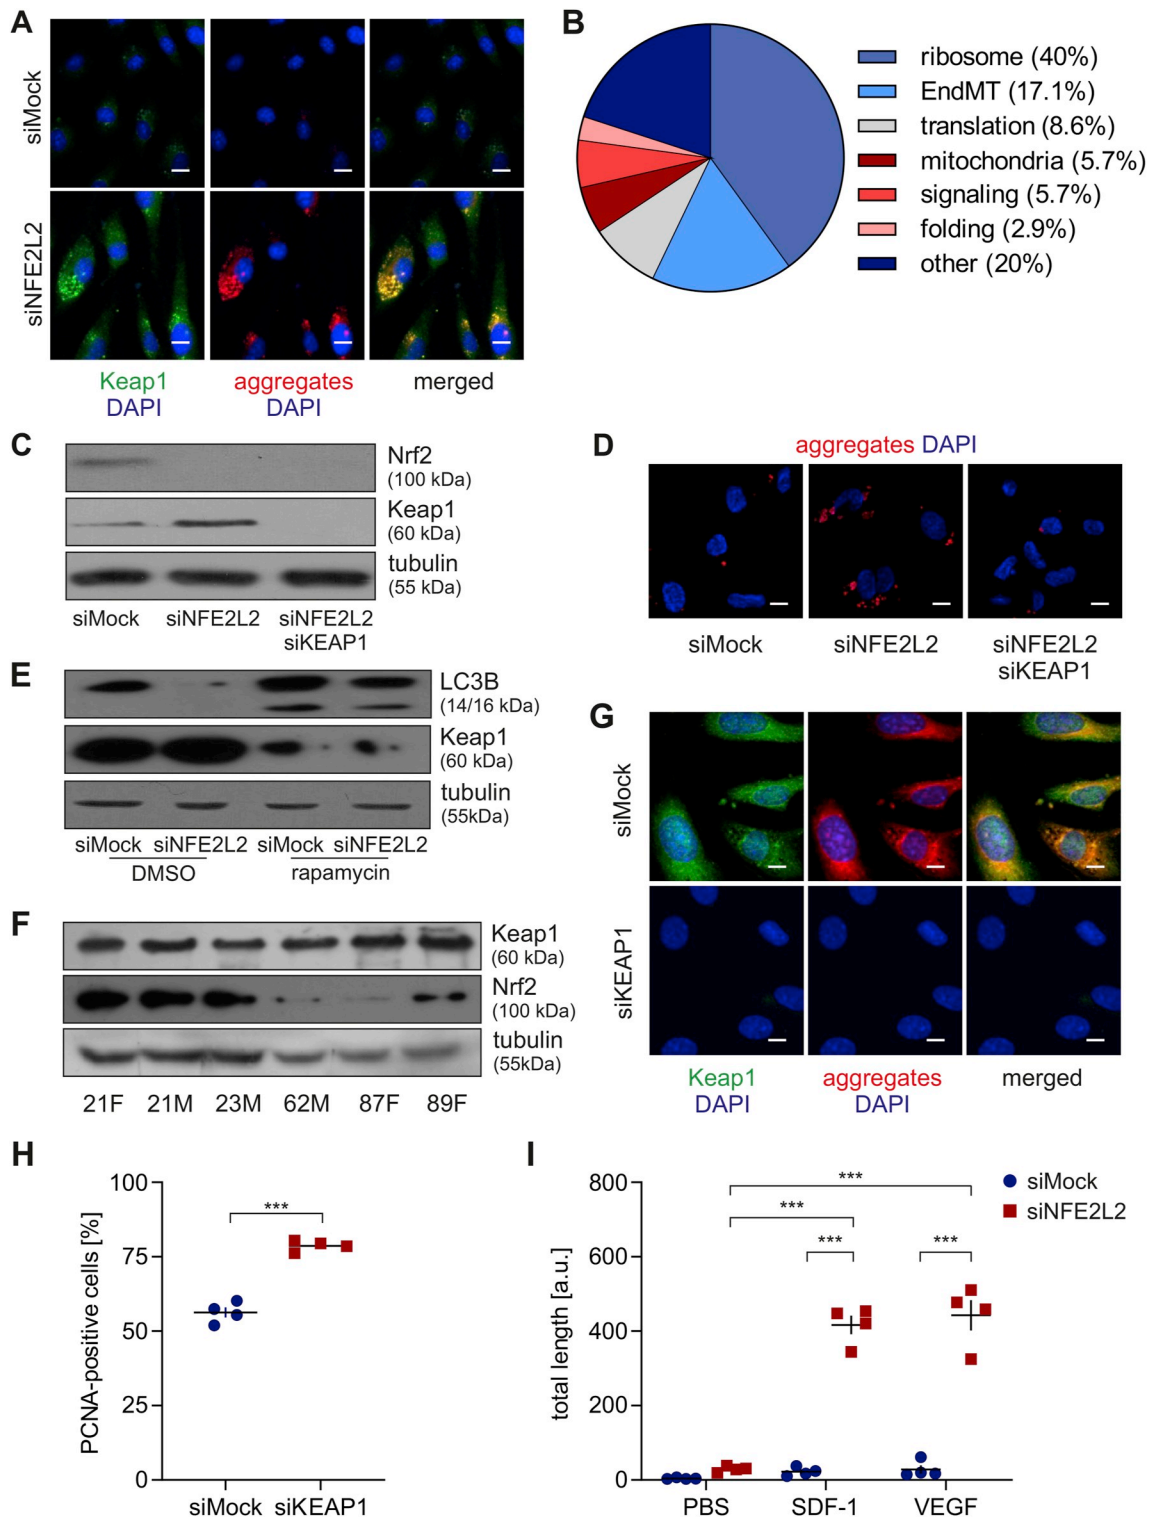 A
siMock
siNFE2L2
Keap1
DAPI
aggregates
DAPI
merged
B
ribosome (40%)
EndMT (17.1%)
translation (8.6%)
mitochondria (5.7%)
signaling (5.7%)
folding (2.9%)
other (20%)
C
Nrf2
(100 kDa)
Keap1
(60 kDa)
tubulin
(55 kDa)
siMock siNFE2L2 siNFE2L2
siKEAP1
D
aggregates DAPI
siMock siNFE2L2 siNFE2L2
siKEAP1
E
LC3B
(14/16 kDa)
Keap1
(60 kDa)
tubulin
(55kDa)
siMock siNFE2L2 siMock siNFE2L2
DMSO rapamycin
F
Keap1
(60 kDa)
Nrf2
(100 kDa)
tubulin
(55kDa)
21F 21M 23M 62M 87F 89F
G
siMock
siKEAP1
Keap1
DAPI
aggregates
DAPI
merged
H
PCNA-positive cells [%]
100
75
50
25
0
***
siMock siKEAP1
I
total length [a.u.]
800
600
400
200
0
***
***
*** ***
siMock
siNFE2L2
PBS SDF-1 VEGF